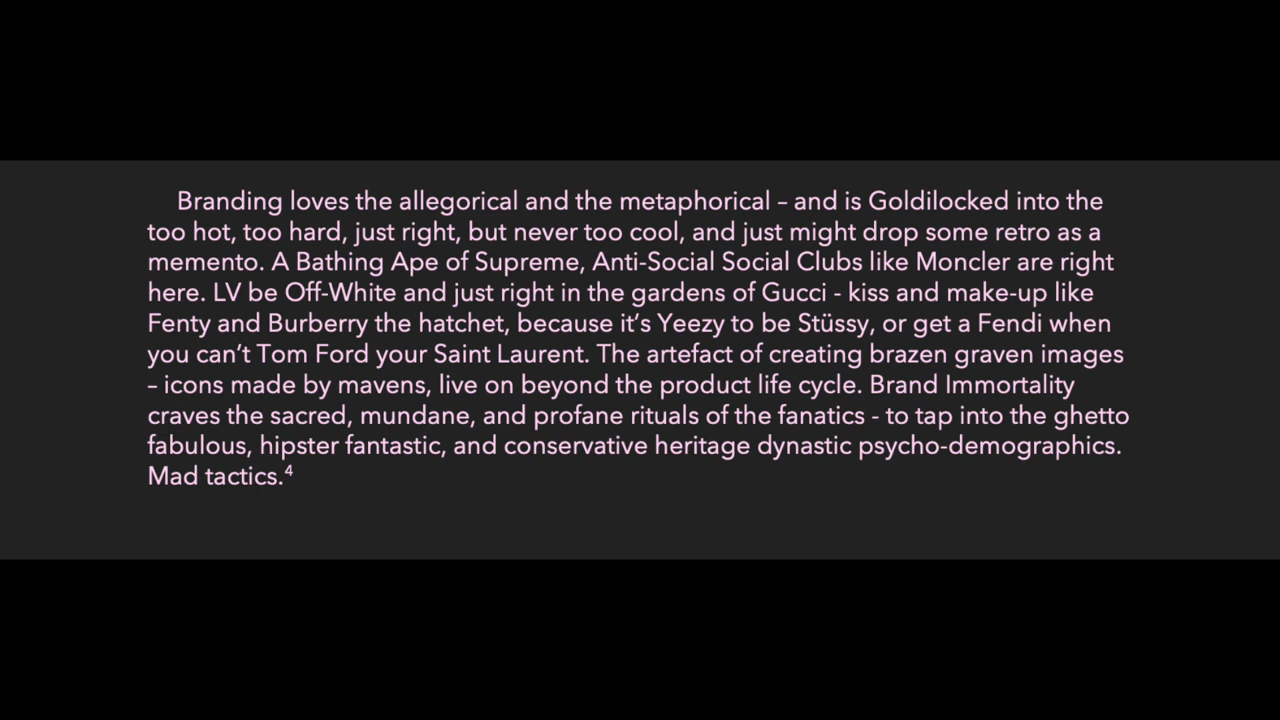 Branding loves the allegorical and the metaphorical – and is Goldilocked into the
too hot, too hard, just right, but never too cool, and just might drop some retro as a
memento. A Bathing Ape of Supreme, Anti-Social Social Clubs like Moncler are right
here. LV be Off-White and just right in the gardens of Gucci - kiss and make-up like
Fenty and Burberry the hatchet, because it’s Yeezy to be Stüssy, or get a Fendi when
you can’t Tom Ford your Saint Laurent. The artefact of creating brazen graven images
– icons made by mavens, live on beyond the product life cycle. Brand Immortality
craves the sacred, mundane, and profane rituals of the fanatics - to tap into the ghetto
fabulous, hipster fantastic, and conservative heritage dynastic psycho-demographics.
Mad tactics.⁴